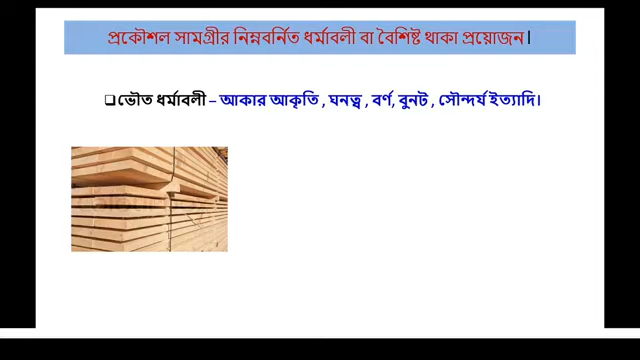 প্রকৌশল সামগ্রীর নিম্নবর্নিত ধর্মাবলী বা বৈশিষ্ট থাকা প্রয়োজন।
❑ভৌত ধর্মাবলী – আকার আকৃতি , ঘনত্ব , বর্ণ, বুনট , সৌন্দর্য ইত্যাদি।